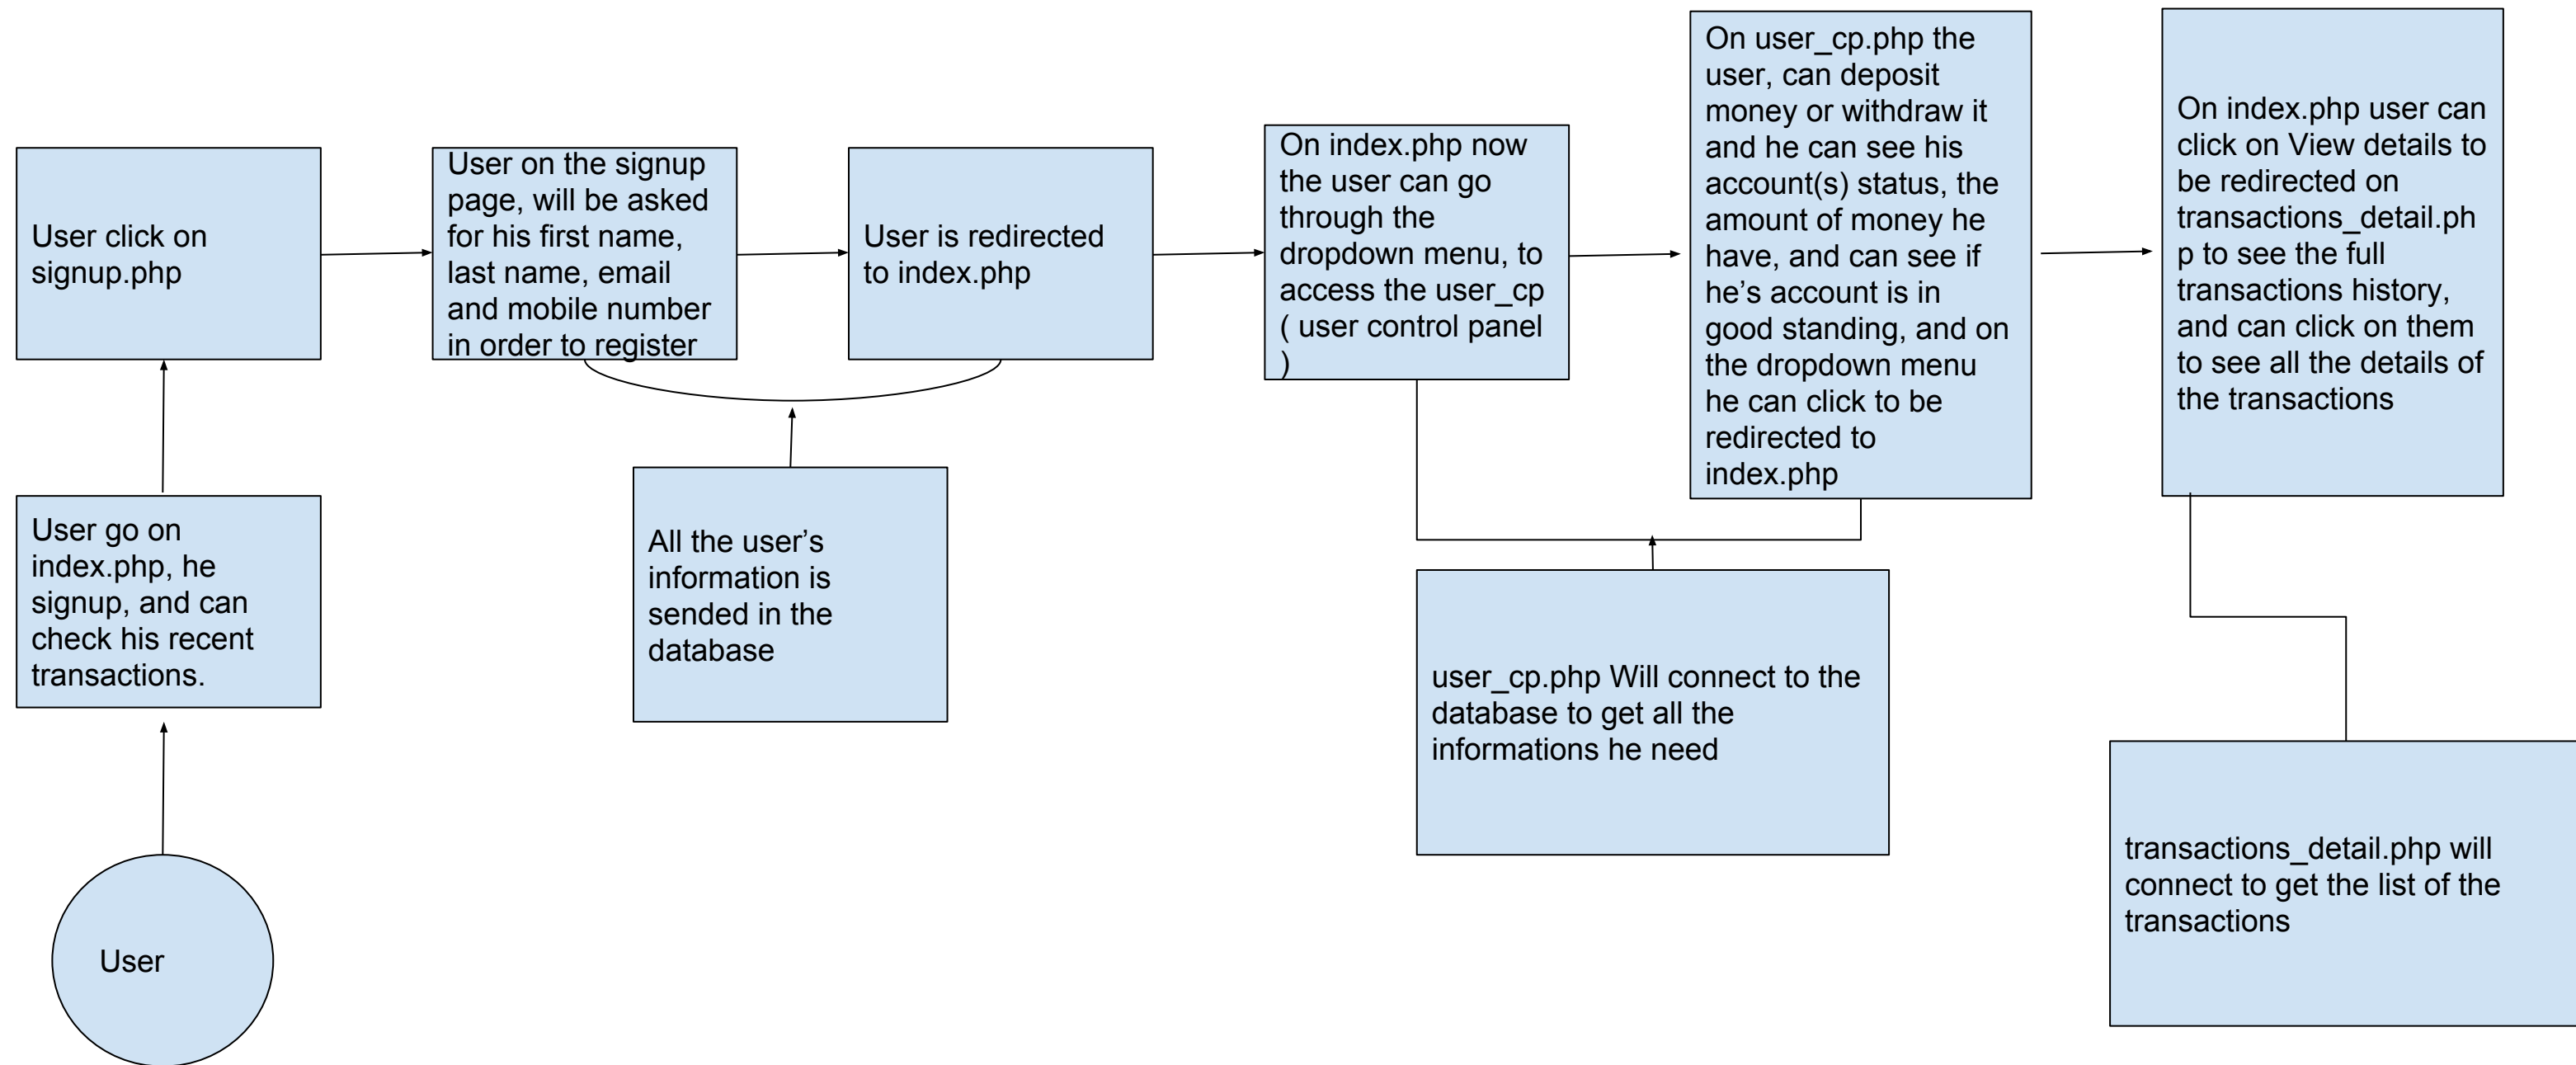 User click on
signup.php
User on the signup
page, will be asked
for his first name,
last name, email
and mobile number
in order to register
User is redirected
to index.php
On index.php now
the user can go
through the
dropdown menu, to
access the user_cp
( user control panel
)
On user_cp.php the
user, can deposit
money or withdraw it
and he can see his
account(s) status, the
amount of money he
have, and can see if
he’s account is in
good standing, and on
the dropdown menu
he can click to be
redirected to
index.php
On index.php user can
click on View details to
be redirected on
transactions_detail.ph
p to see the full
transactions history,
and can click on them
to see all the details of
the transactions
User go on
index.php, he
signup, and can
check his recent
transactions.
All the user’s
information is
sended in the
database
user_cp.php Will connect to the
database to get all the
informations he need
transactions_detail.php will
connect to get the list of the
transactions
User